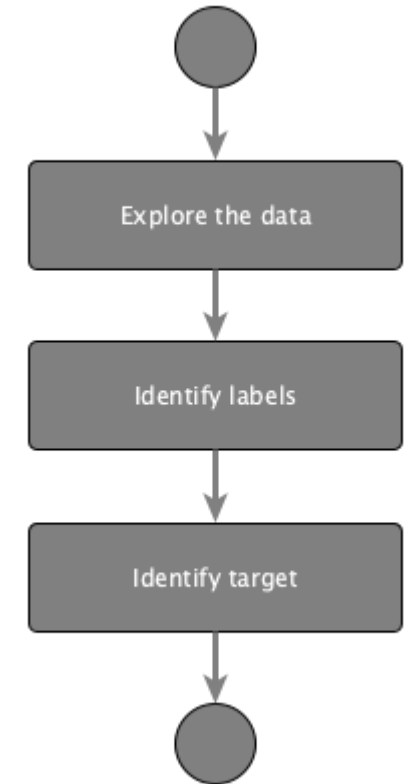 Explore the data
Identify labels
Identify target